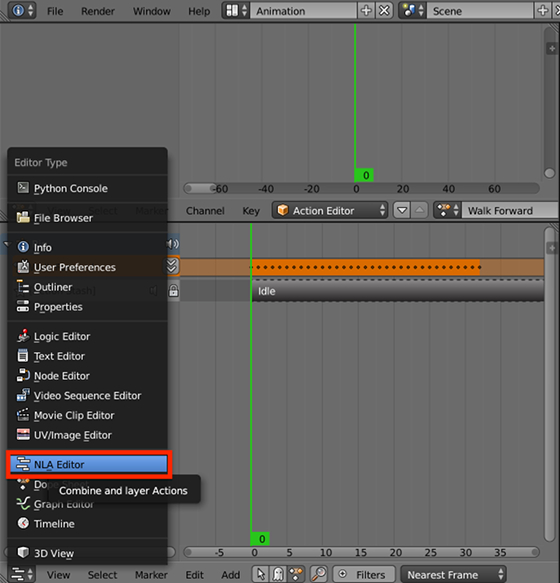 File Render Window Help Animation Scene
0
-60 -40 -20 0 20 40 60
Marker Channel Key Action Editor Walk Forward
Editor Type
Python Console
File Browser
Info
User Preferences
Outliner
Properties
Idle
Logic Editor
Text Editor
Node Editor
Video Sequence Editor
Movie Clip Editor
UV/Image Editor
NLA Editor
Combine and layer Actions
Graph Editor
Timeline
0
3D View
-5 0 5 10 15 20 25 30 35
View Select Marker Edit Add Filters Nearest Frame